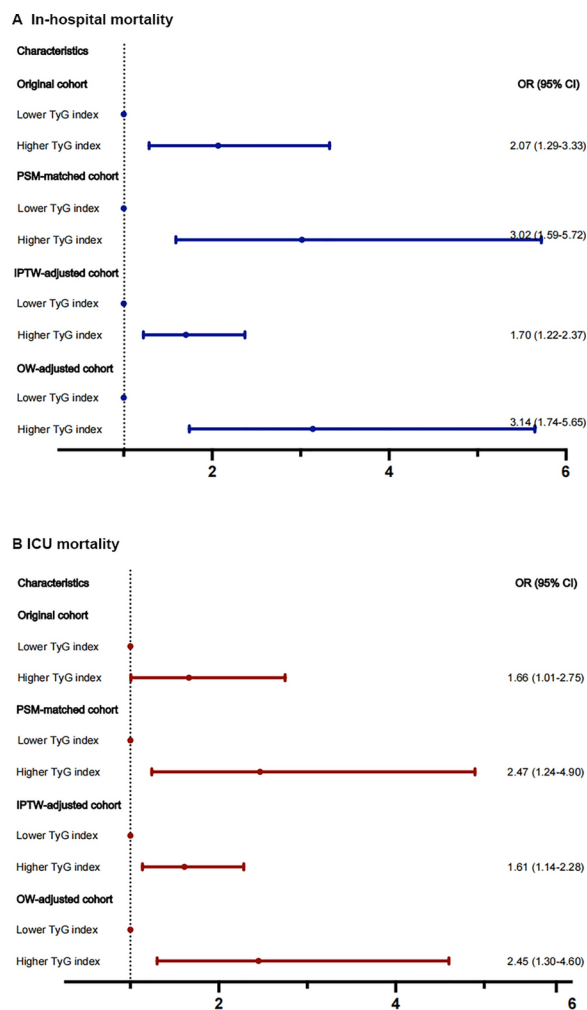 A In-hospital mortality
Characteristics
Original cohort OR (95% CI)
Lower TyG index
Higher TyG index 2.07 (1.29-3.33)
PSM-matched cohort
Lower TyG index
Higher TyG index 3.02 (1.59-5.72)
IPTW-adjusted cohort
Lower TyG index
Higher TyG index 1.70 (1.22-2.37)
OW-adjusted cohort
Lower TyG index
Higher TyG index 3.14 (1.74-5.65)
2 4 6
B ICU mortality
Characteristics OR (95% CI)
Original cohort
Lower TyG index
Higher TyG index 1.66 (1.01-2.75)
PSM-matched cohort
Lower TyG index
Higher TyG index 2.47 (1.24-4.90)
IPTW-adjusted cohort
Lower TyG index
Higher TyG index 1.61 (1.14-2.28)
OW-adjusted cohort
Lower TyG index
Higher TyG index 2.45 (1.30-4.60)
2 4 6